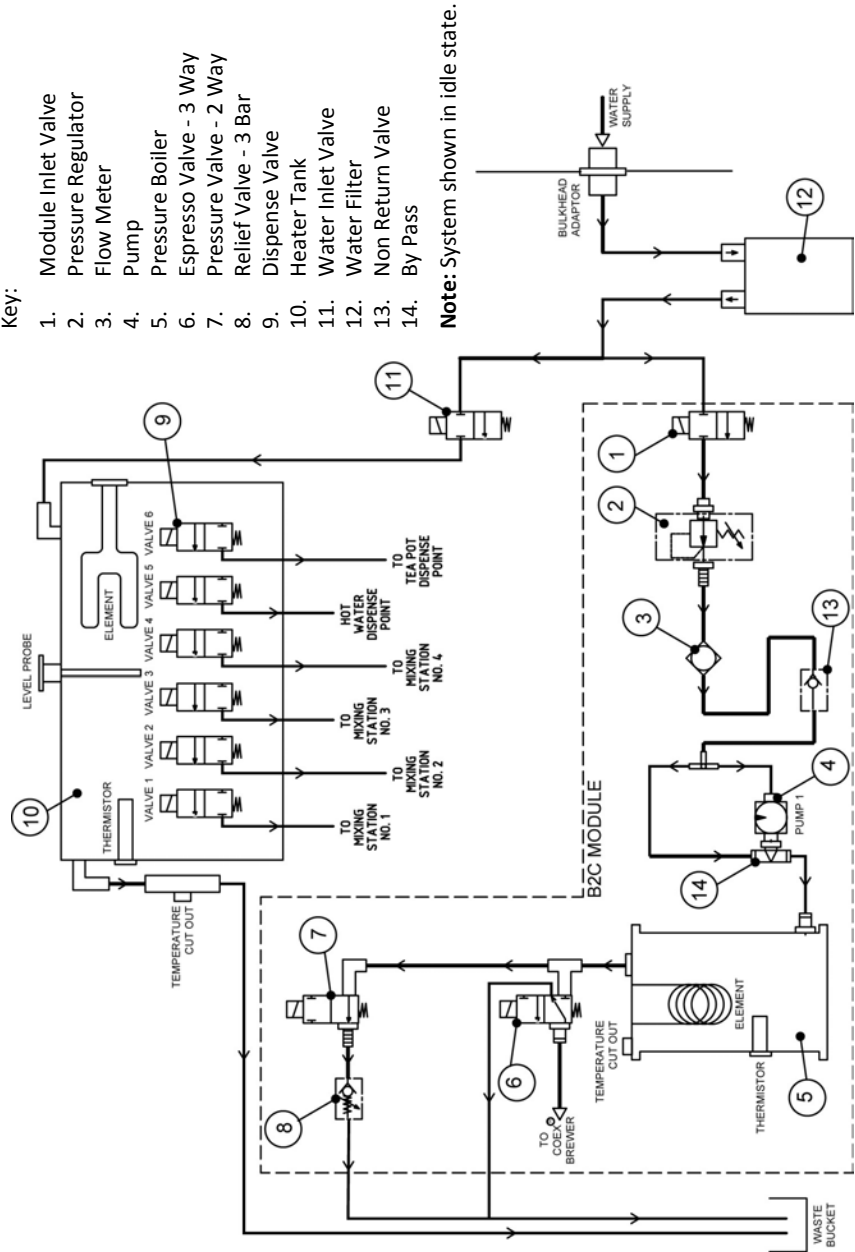 Key:
1. Module Inlet Valve
2. Pressure Regulator
3. Flow Meter
4. Pump
5. Pressure Boiler
6. Espresso Valve - 3 Way
7. Pressure Valve - 2 Way
8. Relief Valve - 3 Bar
9. Dispense Valve
10. Heater Tank
11. Water Inlet Valve
12. Water Filter
13. Non Return Valve
14. By Pass
Note: System shown in idle state.
LEVEL PROBE
10
THERMISTOR
ELEMENT
VALVE 1
VALVE 2
VALVE 3
VALVE 4
VALVE 5
VALVE 6
9
TO
MIXING
STATION
NO. 1
TO
MIXING
STATION
NO. 2
TO
MIXING
STATION
NO. 3
TO
MIXING
STATION
NO. 4
HOT
WATER
DISPENSE
POINT
TO
TEA POT
DISPENSE
POINT
11
WATER
SUPPLY
BULKHEAD
ADAPTOR
12
TEMPERATURE
CUT OUT
B2C MODULE
1
2
3
13
4
PUMP 1
14
7
8
6
TO
COEX®
BREWER
TEMPERATURE
CUT OUT
ELEMENT
THERMISTOR
5
WASTE
BUCKET